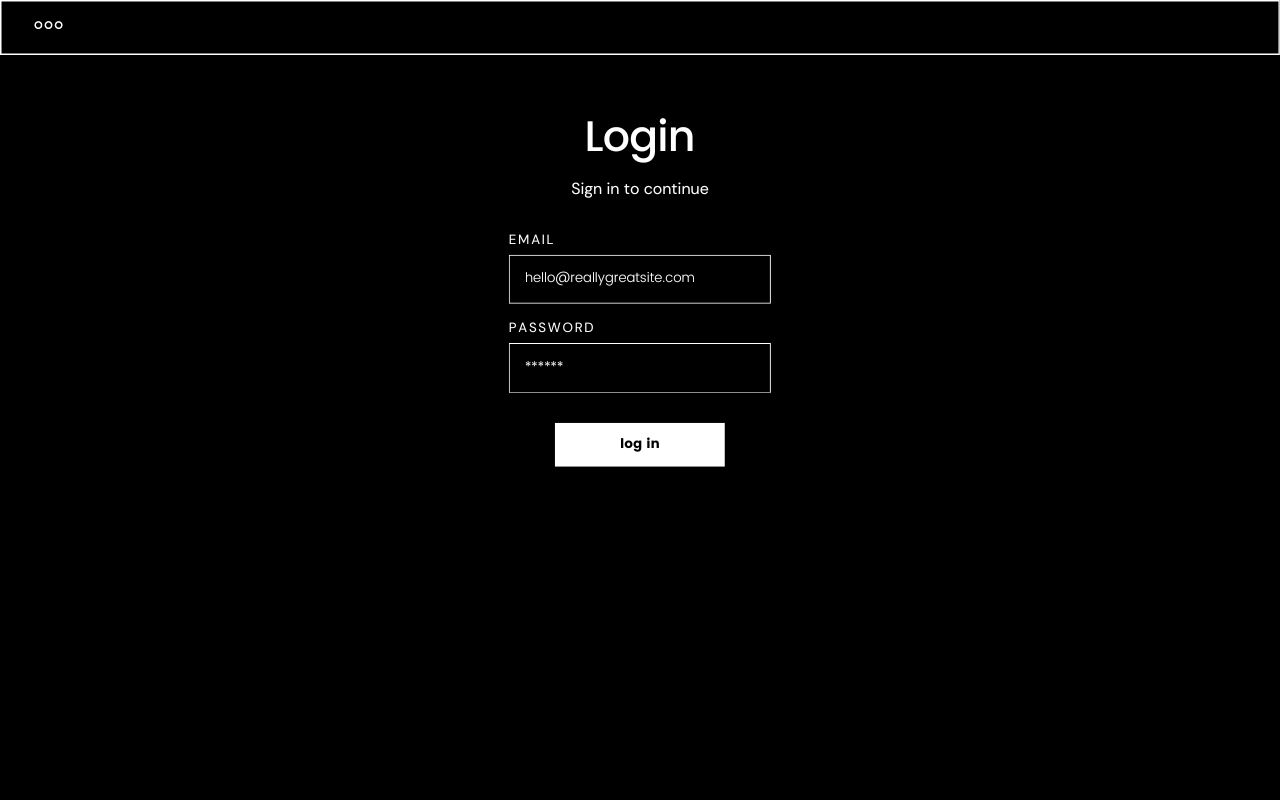 Login
Sign in to continue
EMAIL
hello@reallygreatsite.com
PASSWORD
******
log in